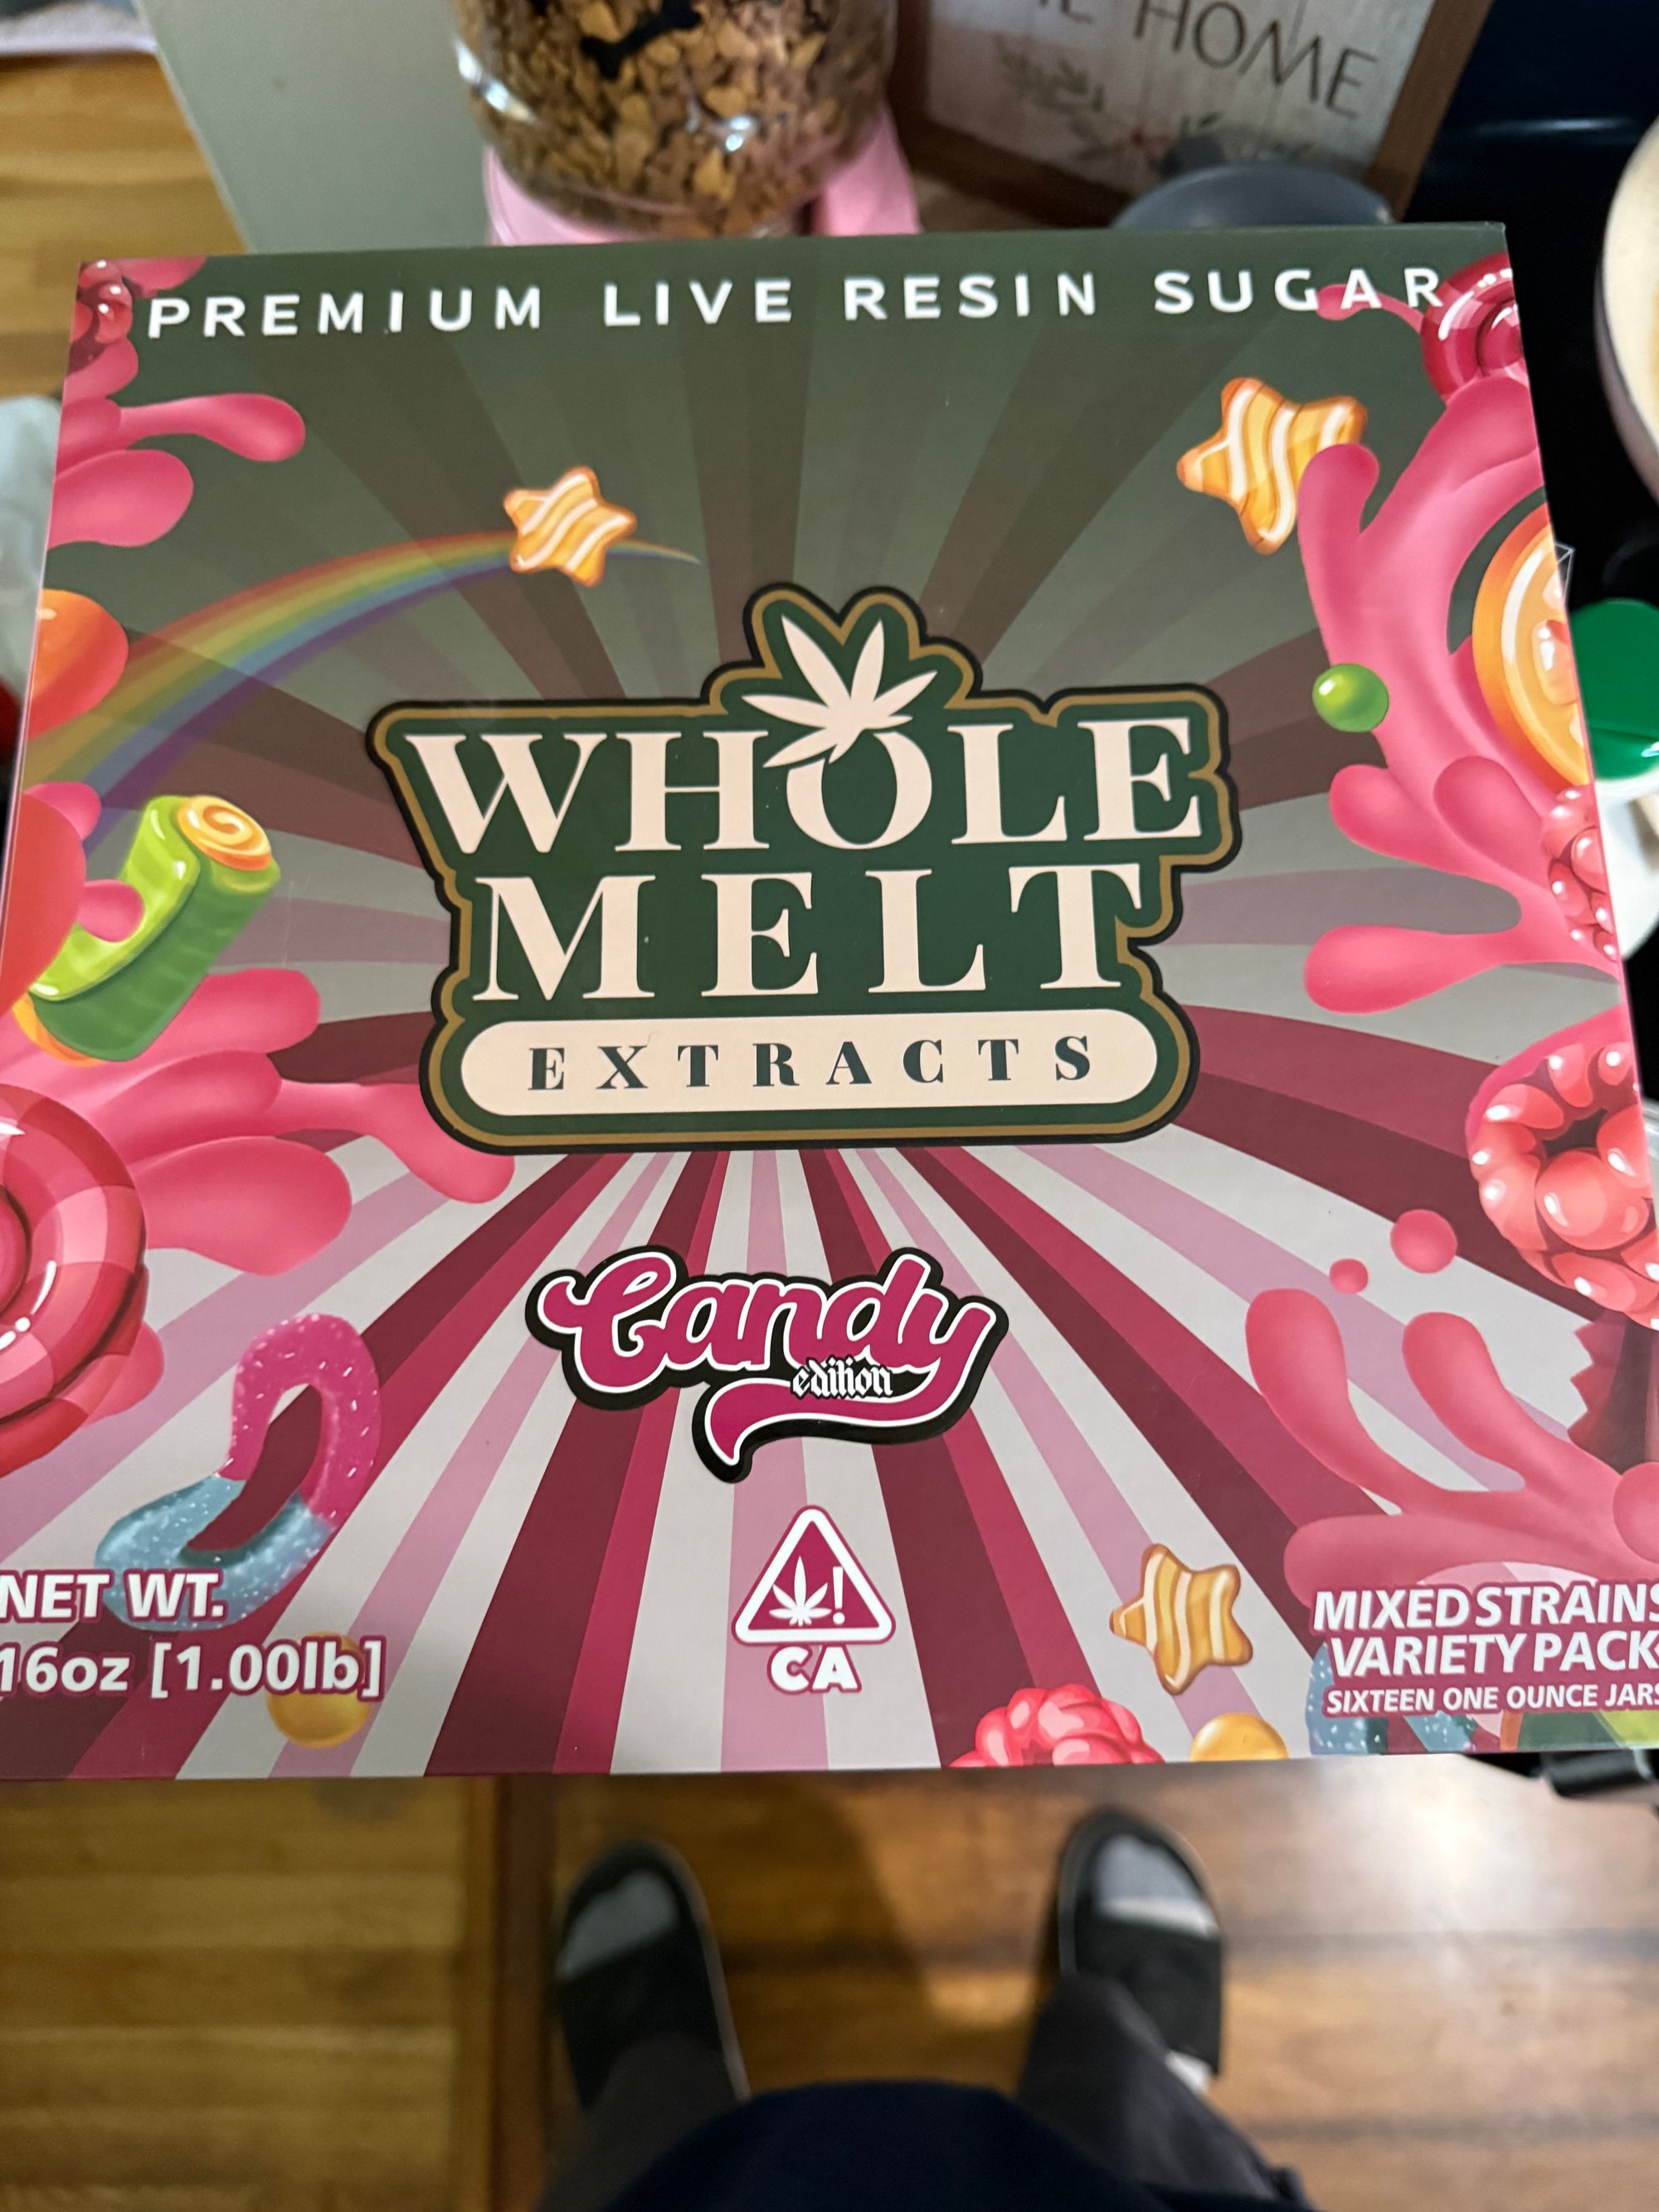 HOME
PREMIUM LIVE RESIN SUGAR
WHOLE
MELT
EXTRACTS
Candy
edition
NET WT.
16oz [1.00lb]
!
CA
MIXED STRAINS
VARIETY PACK
SIXTEEN ONE OUNCE JARS